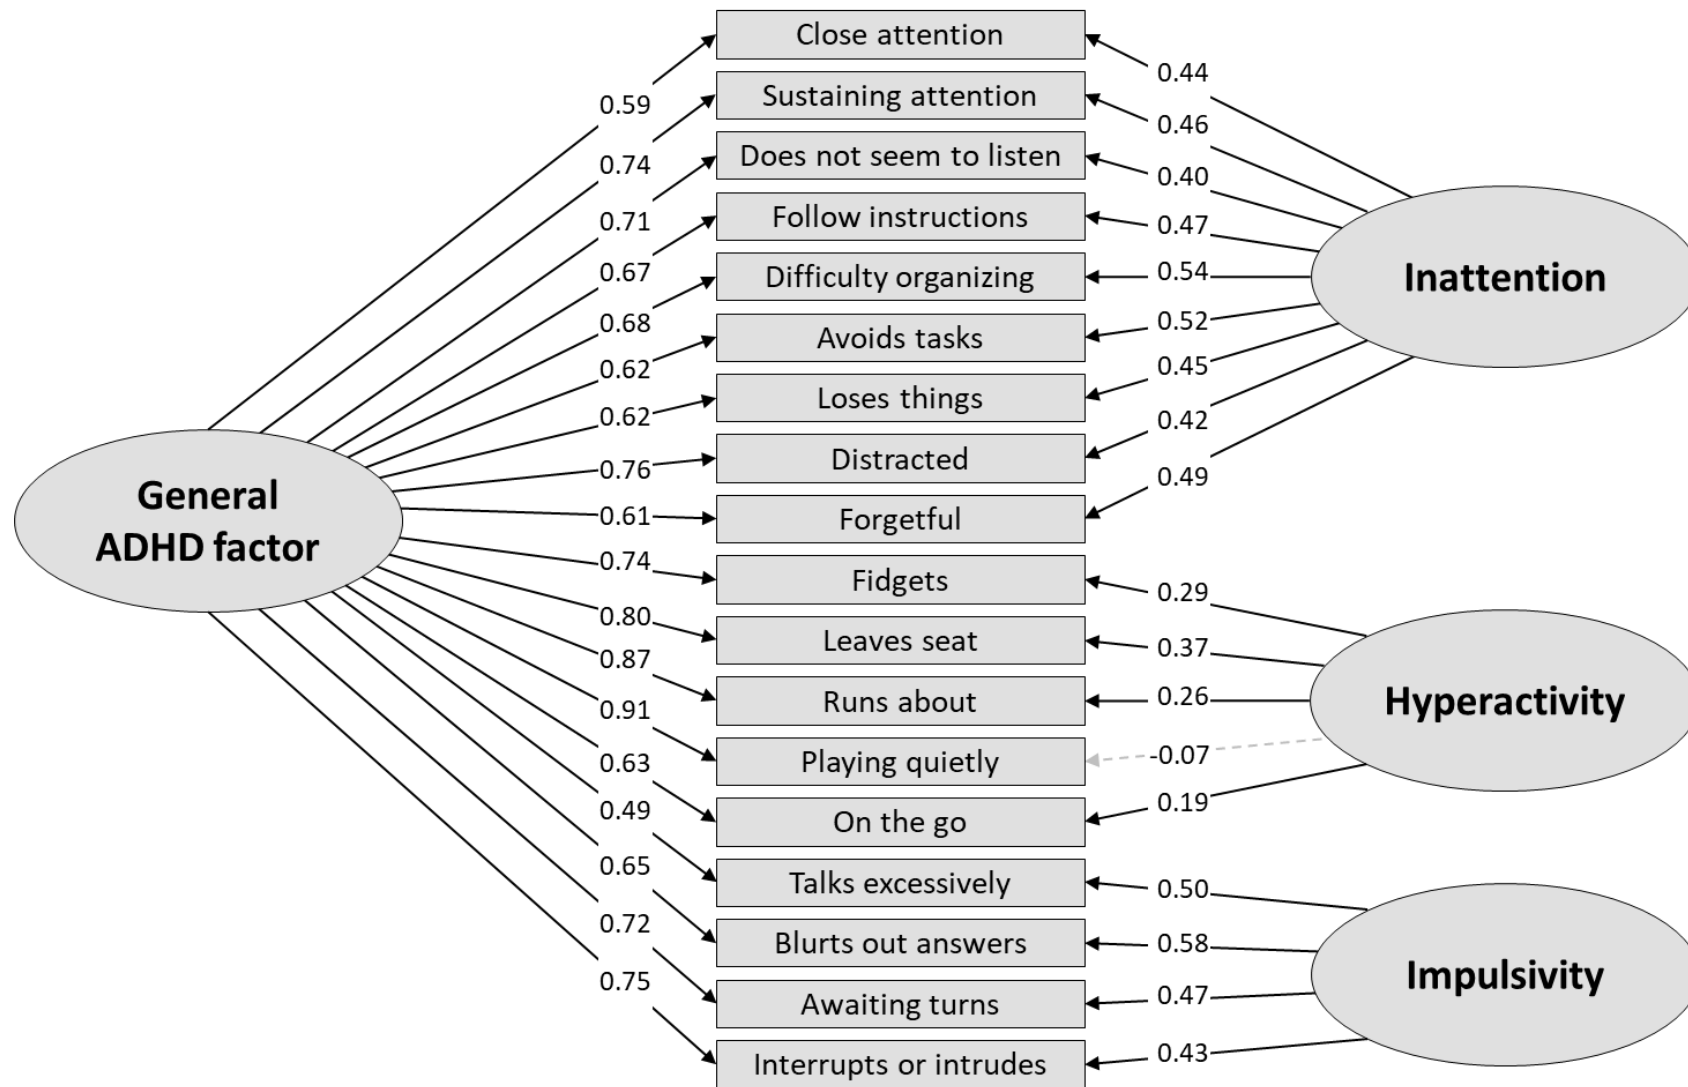 Close attention
Sustaining attention
Does not seem to listen
Follow instructions
Difficulty organizing
Avoids tasks
Loses things
Distracted
Forgetful
Fidgets
Leaves seat
Runs about
Playing quietly
On the go
Talks excessively
Blurts out answers
Awaiting turns
Interrupts or intrudes
General
ADHD factor
0.59
0.74
0.71
0.67
0.68
0.62
0.62
0.76
0.61
0.74
0.80
0.87
0.91
0.63
0.49
0.65
0.72
0.75
0.44
0.46
0.40
0.47
0.54
0.52
0.45
0.42
0.49
Inattention
0.29
0.37
0.26
-0.07
0.19
Hyperactivity
0.50
0.58
0.47
0.43
Impulsivity